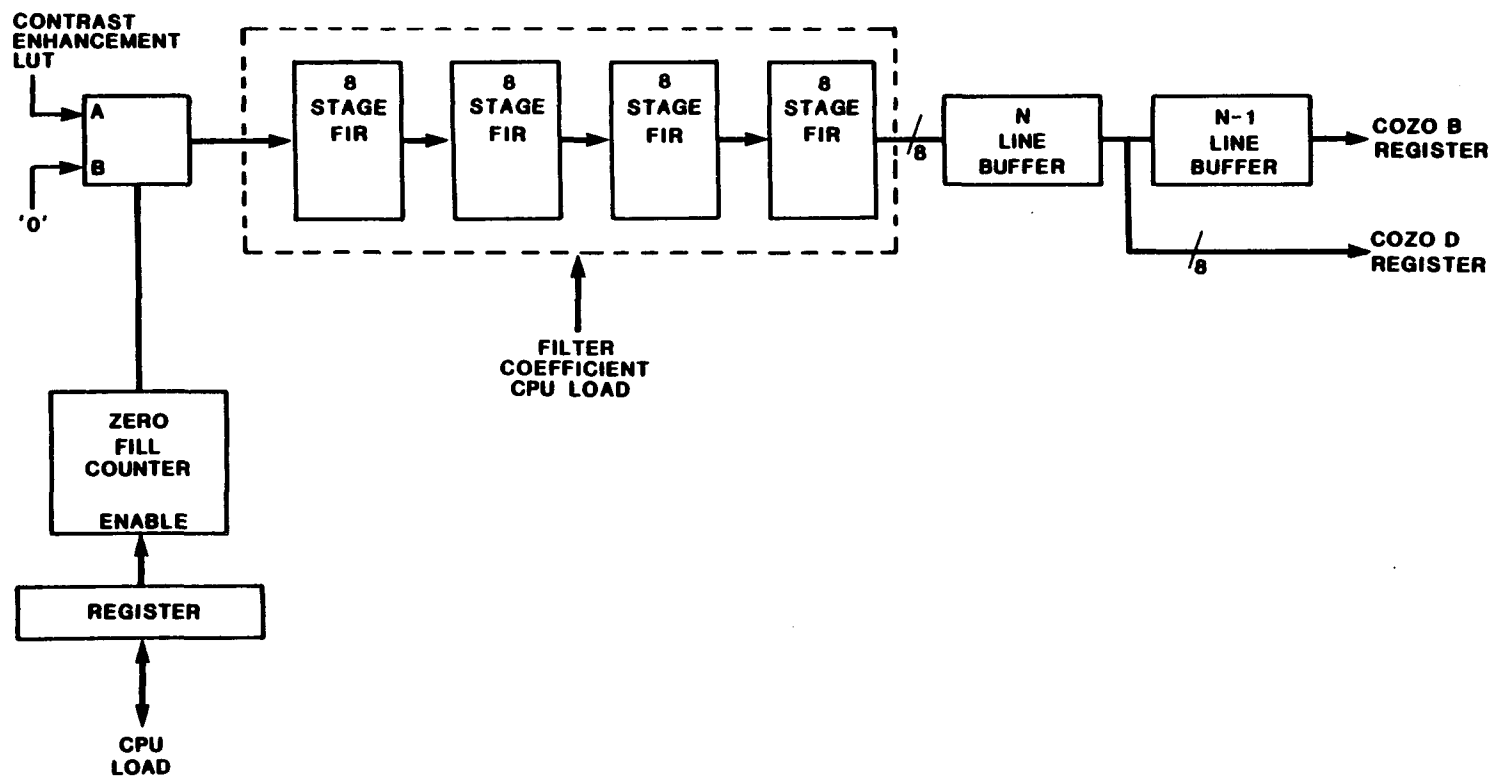 CONTRAST
ENHANCEMENT
LUT
A
B
'0'
8
STAGE
FIR
8
STAGE
FIR
8
STAGE
FIR
8
STAGE
FIR
8
N
LINE
BUFFER
N-1
LINE
BUFFER
COZO B
REGISTER
8
COZO D
REGISTER
FILTER
COEFFICIENT
CPU LOAD
ZERO
FILL
COUNTER
ENABLE
REGISTER
CPU
LOAD